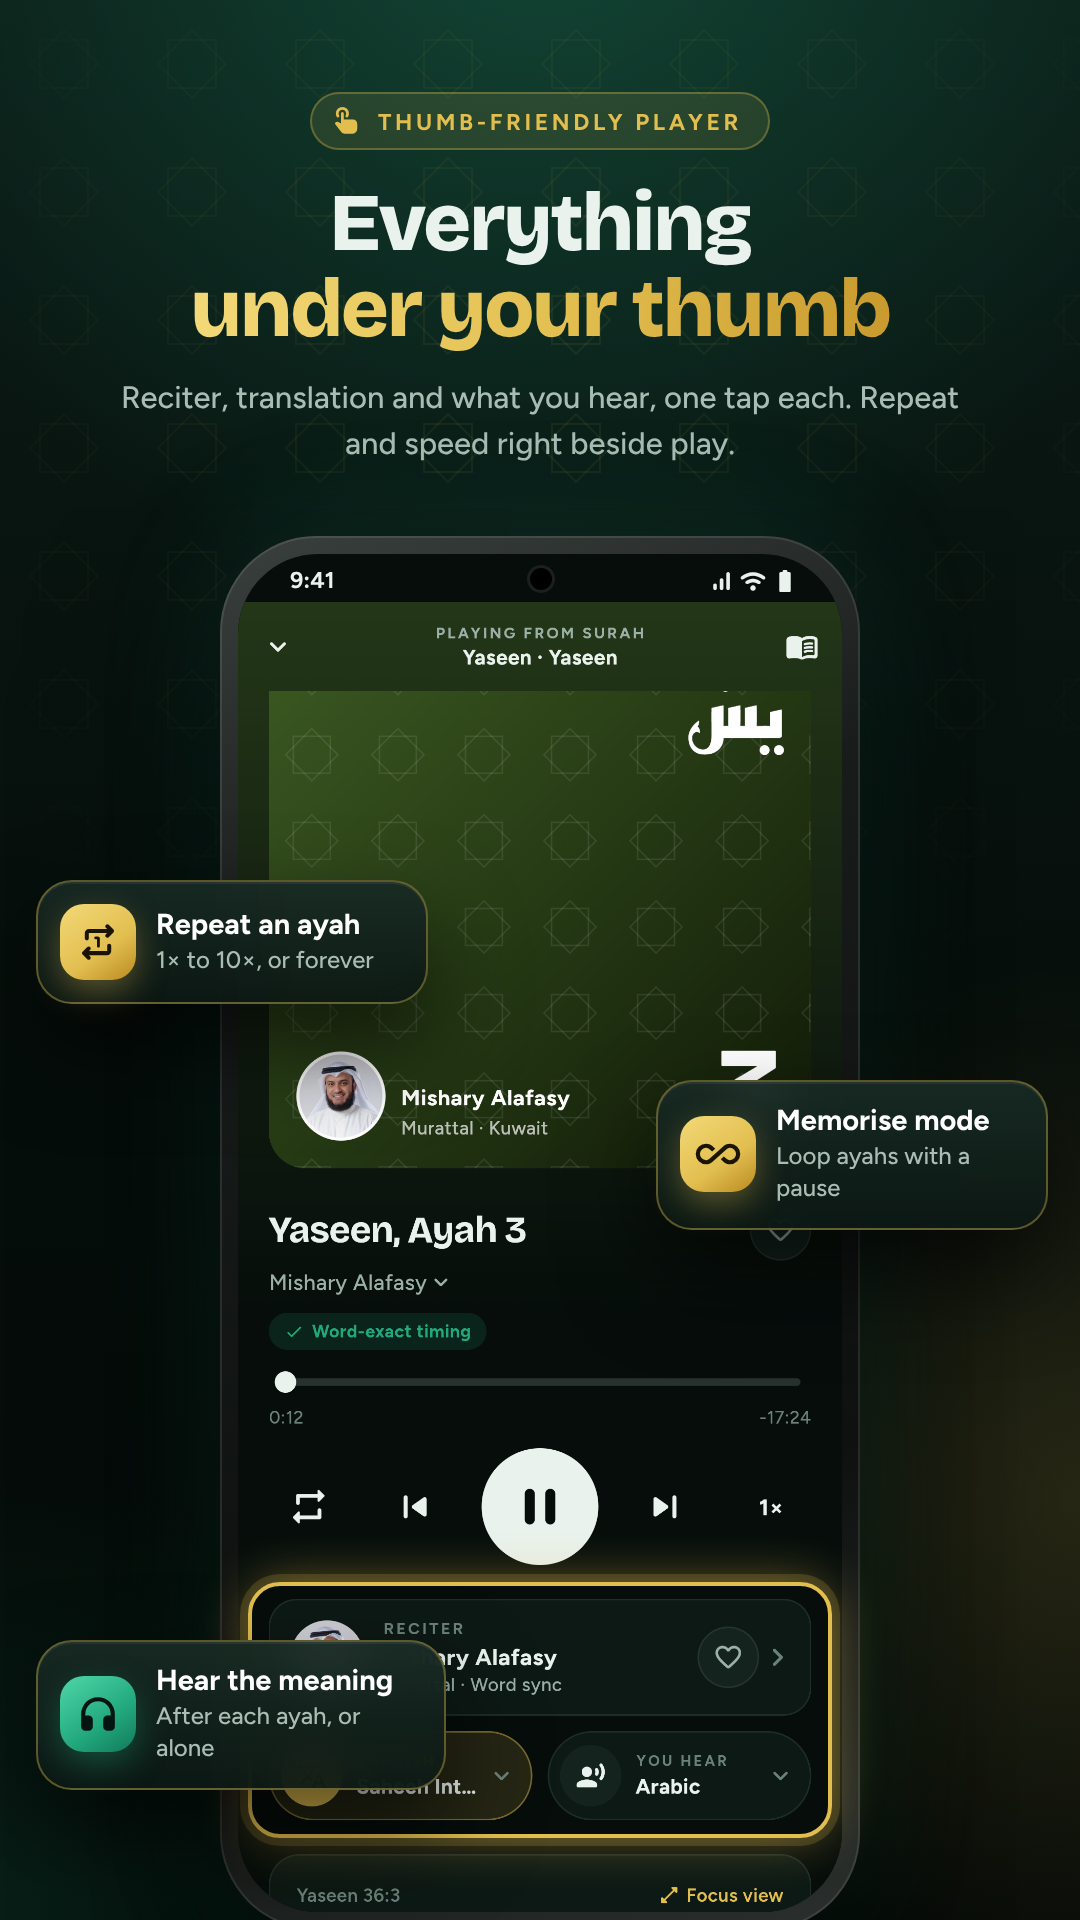 THUMB-FRIENDLY PLAYER
Everything
under your thumb
Reciter, translation and what you hear, one tap each. Repeat
and speed right beside play.
9:41
PLAYING FROM SURAH
Yaseen · Yaseen
يس
Repeat an ayah
1× to 10×, or forever
Mishary Alafasy
Murattal · Kuwait
Memorise mode
Loop ayahs with a
pause
Yaseen, Ayah 3
Mishary Alafasy
Word-exact timing
0:12
-17:24
1×
RECITER
Alafasy
· Word sync
Hear the meaning
After each ayah, or
alone
Int...
YOU HEAR
Arabic
Yaseen 36:3
Focus view